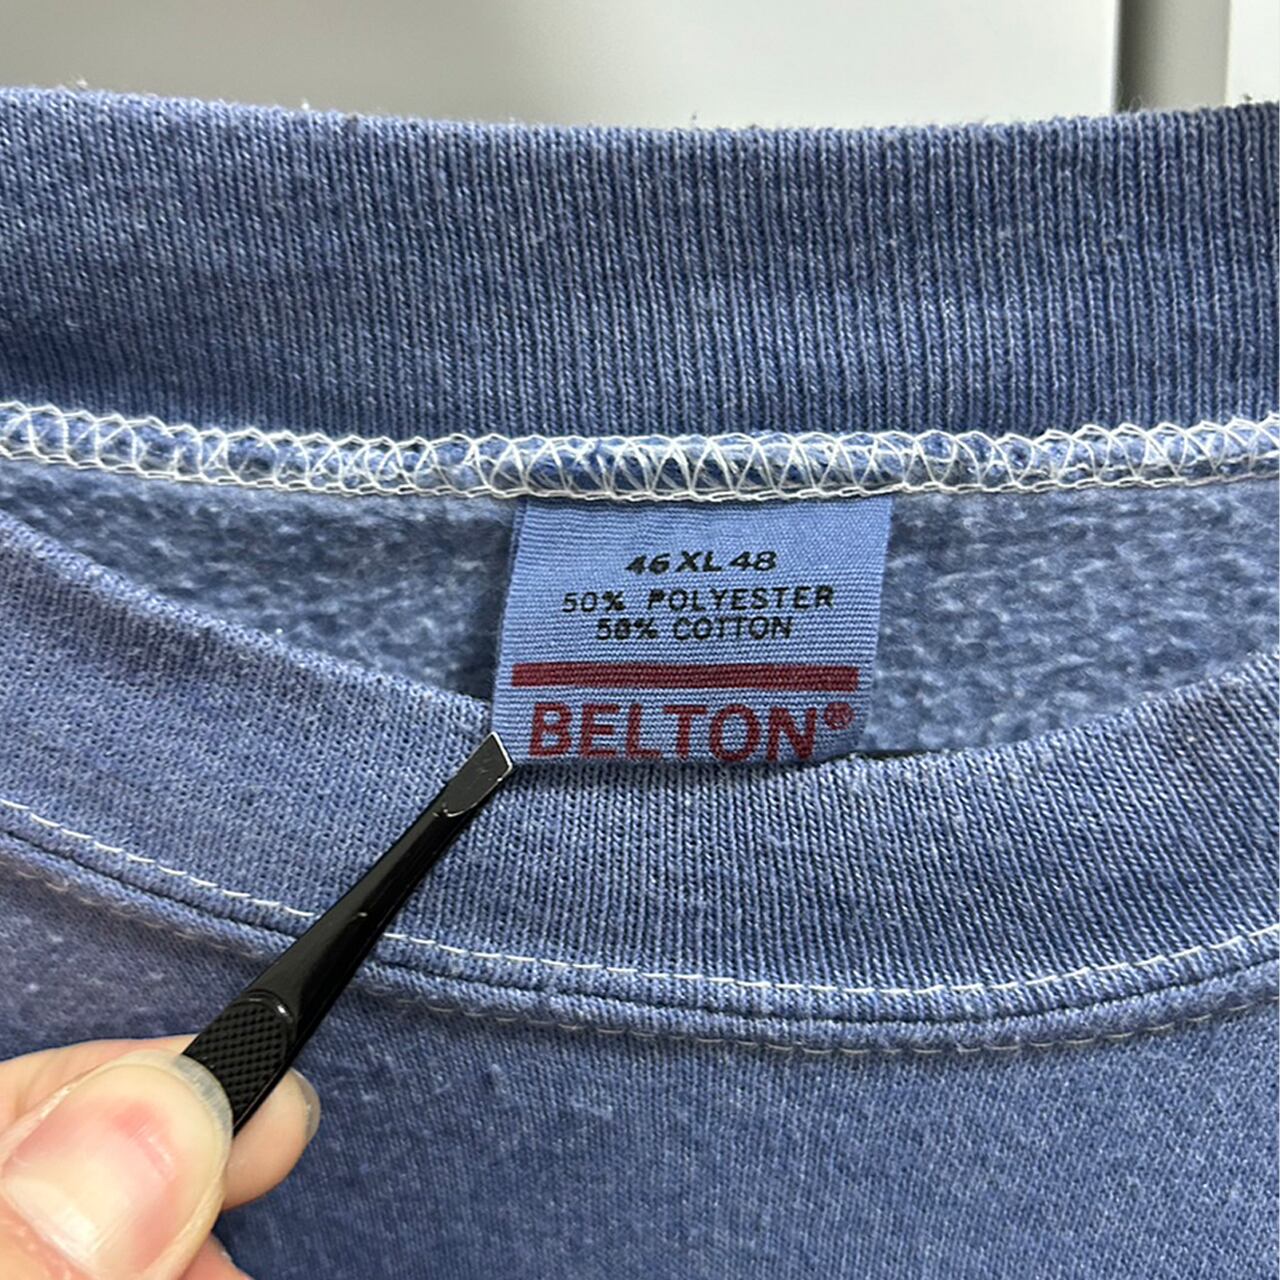 46 XL 48
50% POLYESTER
50% COTTON
BELTON®